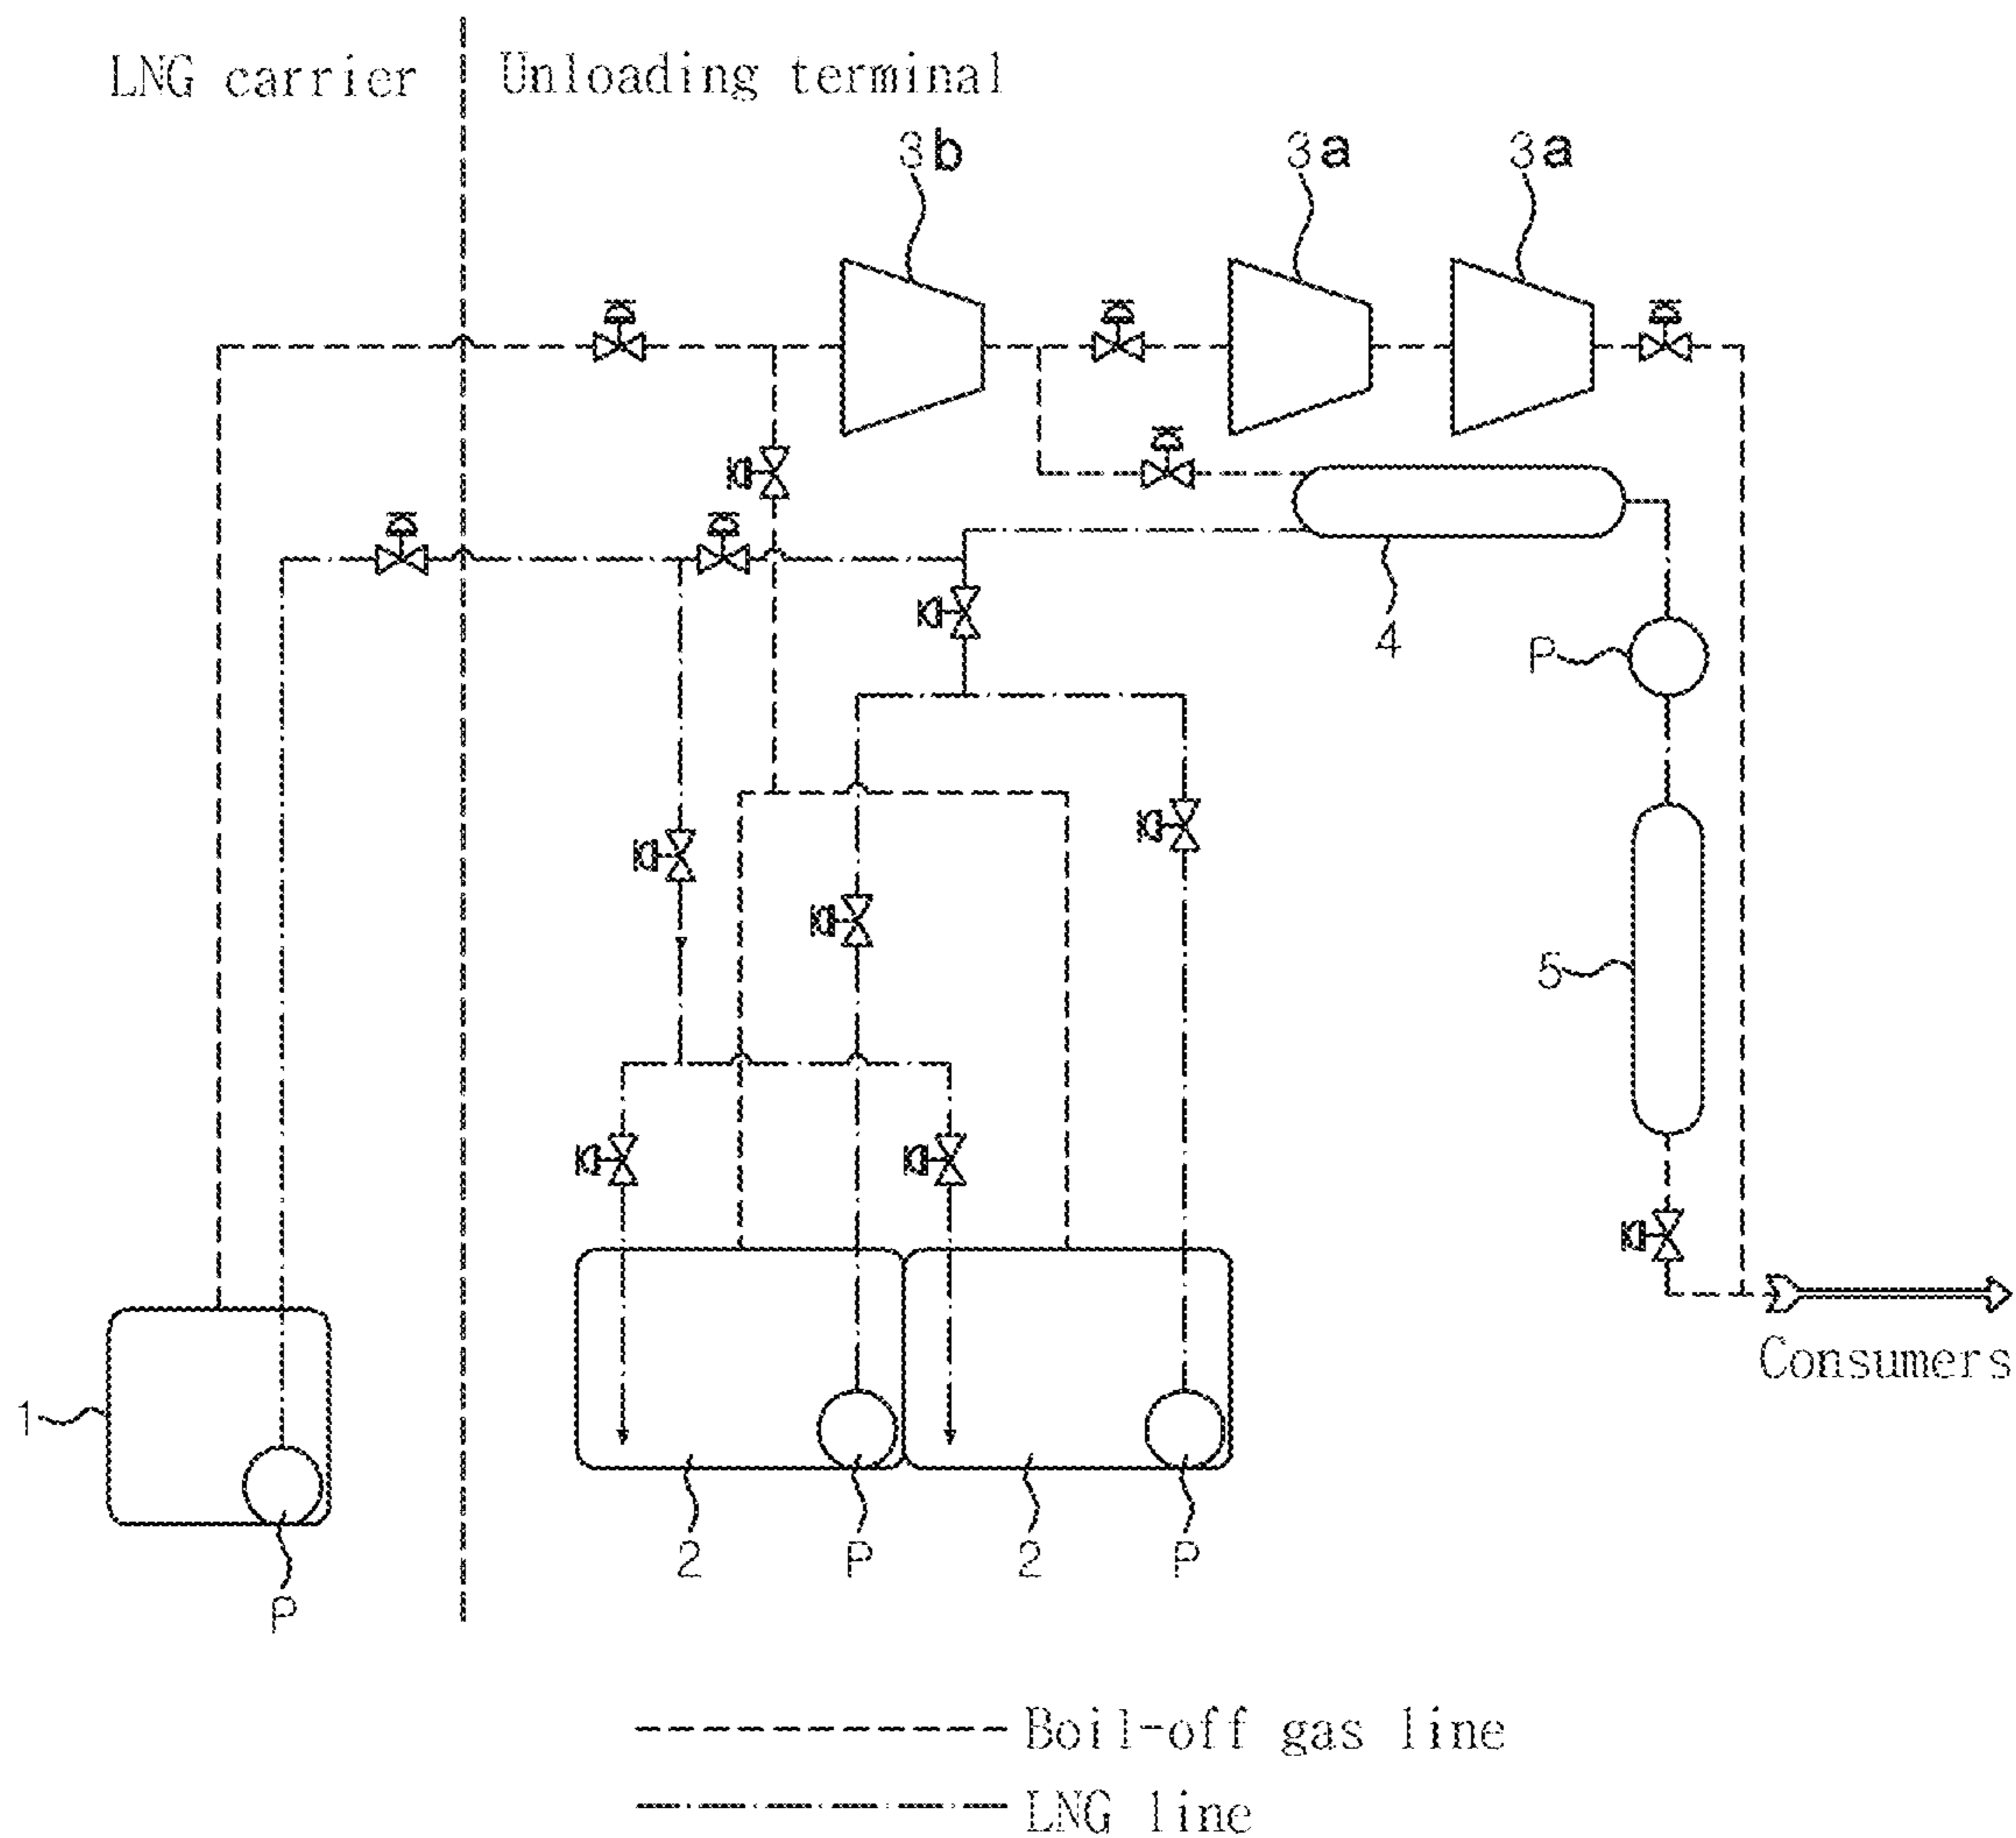 LNG carrier
Unloading terminal
3b
3a
3a
4
P
5
Consumers
1
2
P
2
P
P
Boil-off gas line
LNG line